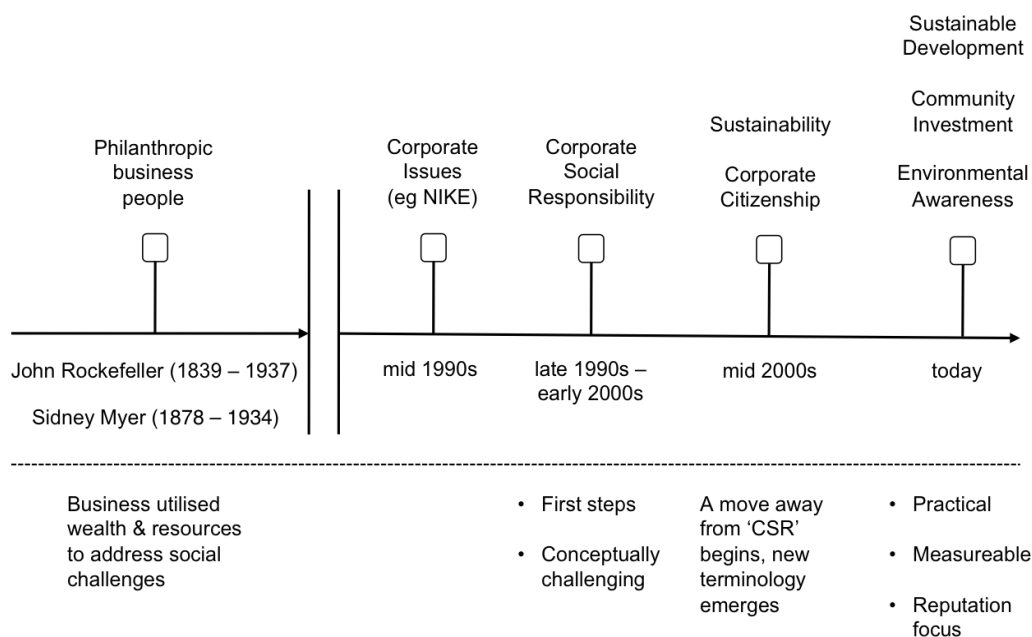 Philanthropic
business
people
Corporate
Issues
(eg NIKE)
Corporate
Social
Responsibility
Sustainability
Corporate
Citizenship
Sustainable
Development
Community
Investment
Environmental
Awareness
John Rockefeller (1839 – 1937)
Sidney Myer (1878 – 1934)
mid 1990s
late 1990s –
early 2000s
mid 2000s
today
Business utilised
wealth & resources
to address social
challenges
• First steps
• Conceptually
challenging
A move away
from ‘CSR’
begins, new
terminology
emerges
• Practical
• Measureable
• Reputation
focus